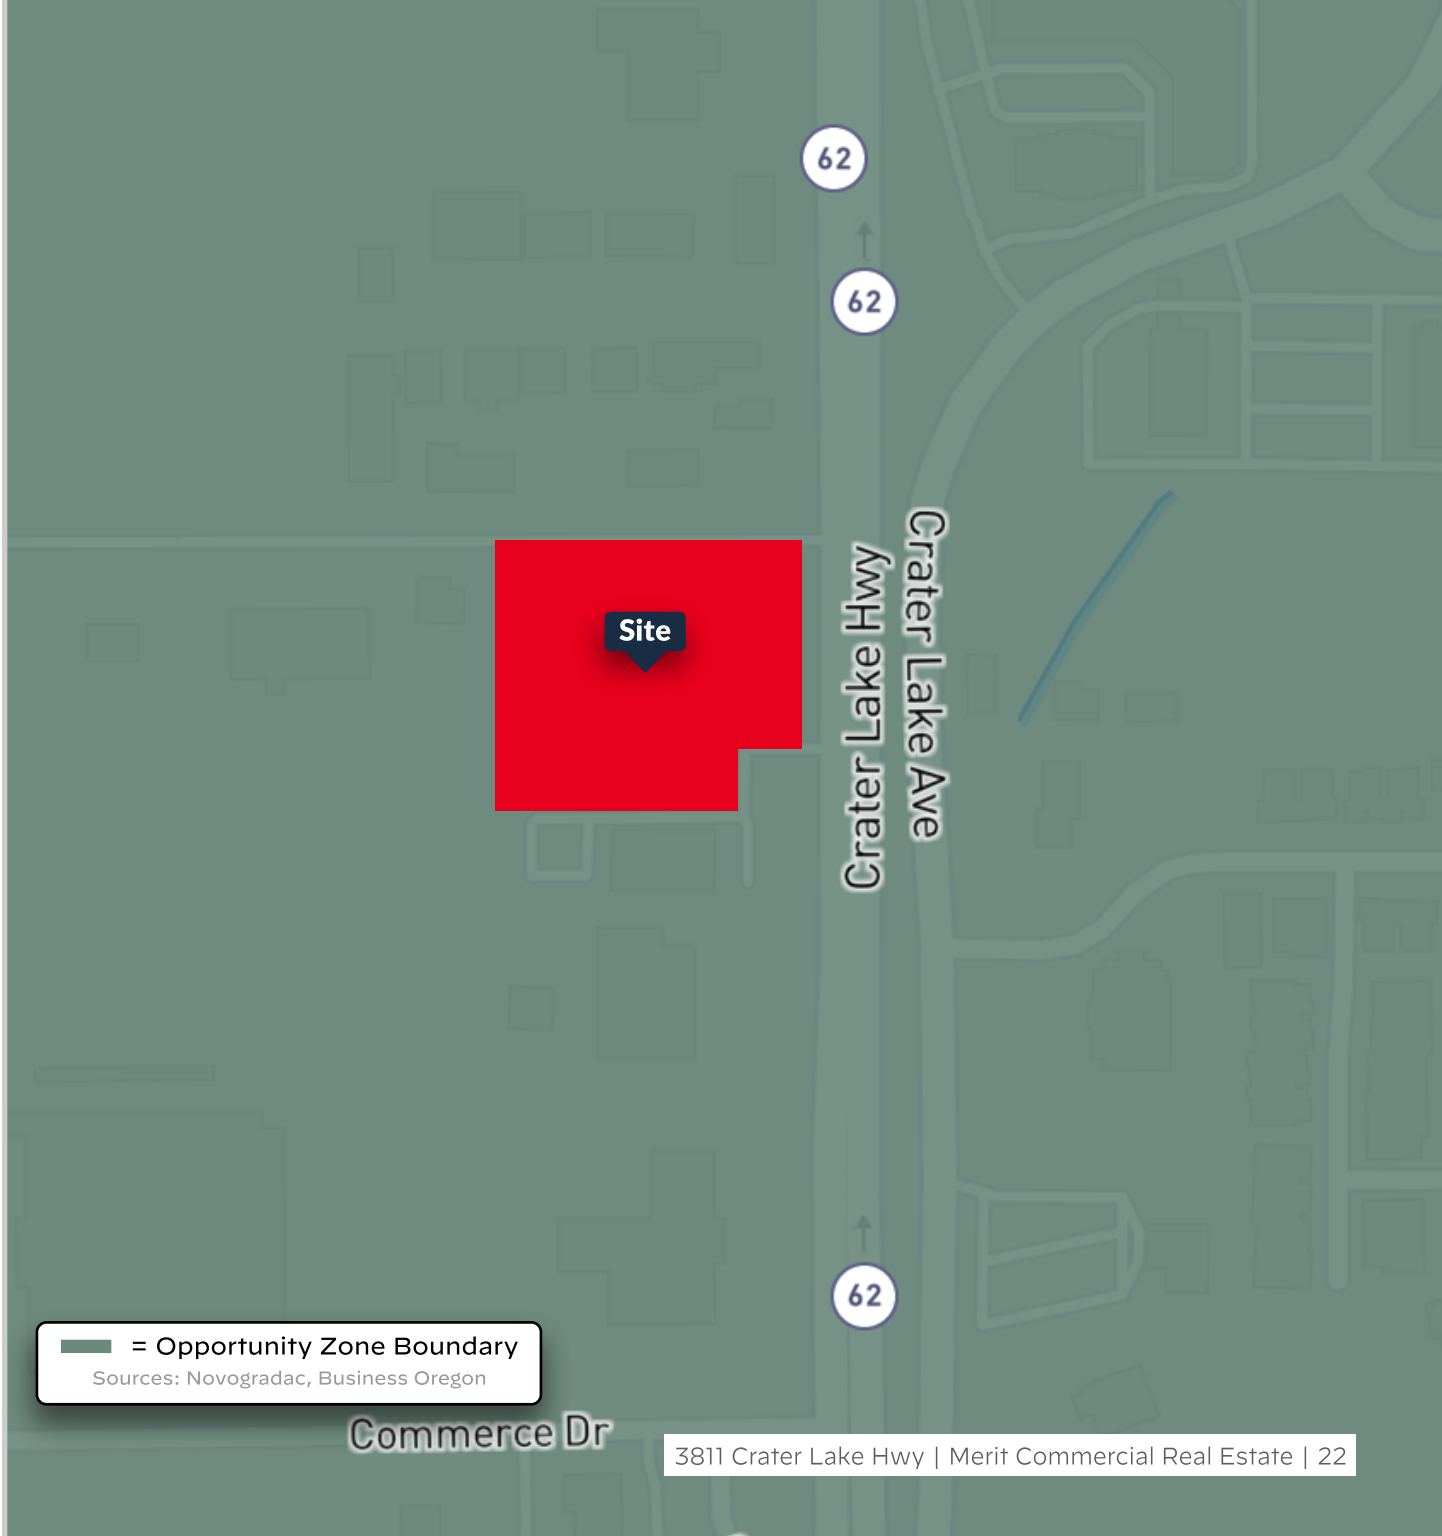 62
62
Crater Lake Hwy
Crater Lake Ave
Site
62
= Opportunity Zone Boundary
Sources: Novogradac, Business Oregon
Commerce Dr
3811 Crater Lake Hwy | Merit Commercial Real Estate | 22